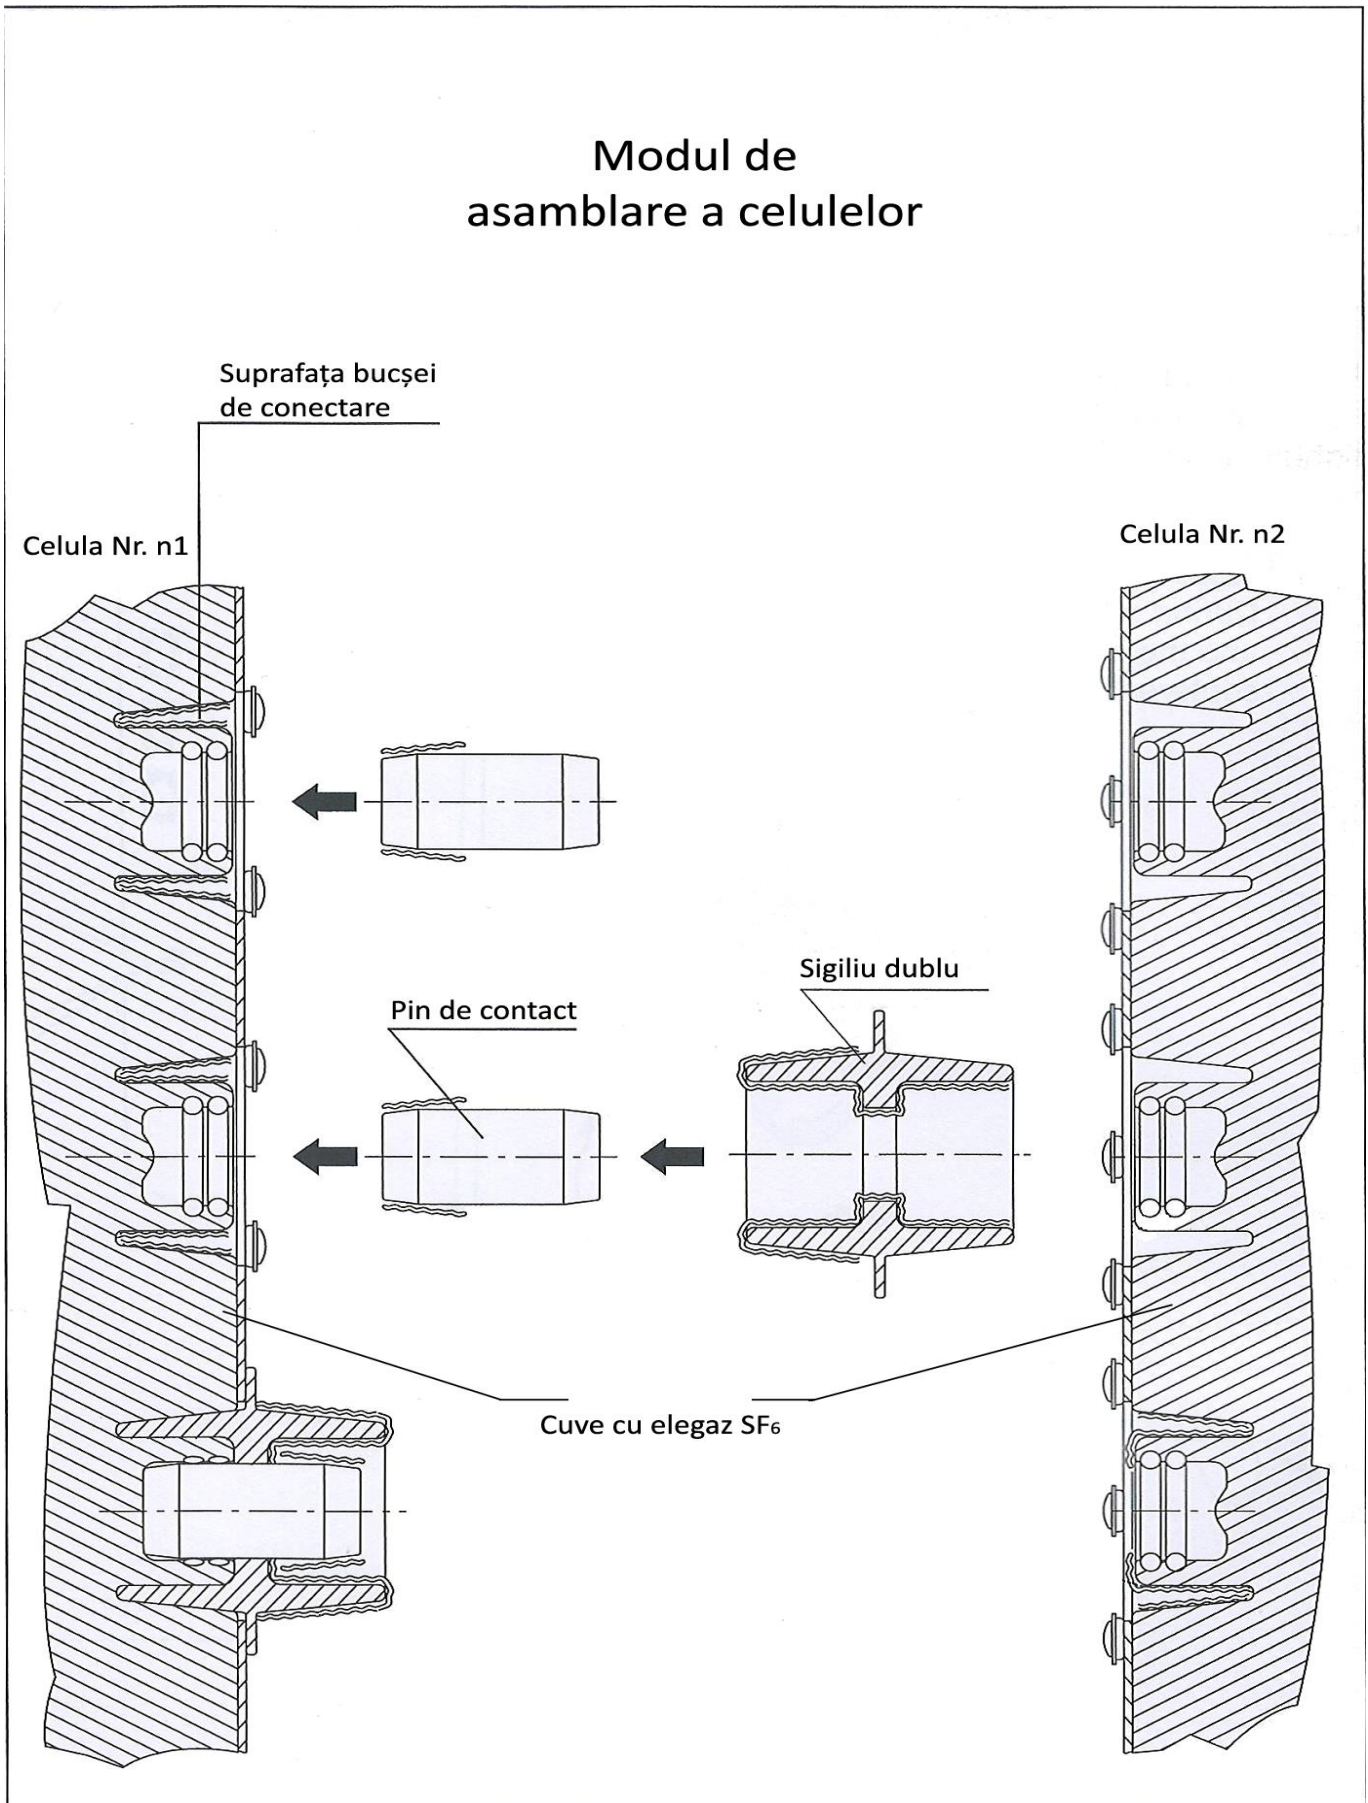 Modul de
asamblare a celulelor
Suprafața bucșei
de conectare
Celula Nr. n1
Celula Nr. n2
Sigiliu dublu
Pin de contact
Cuve cu elegaz SF₆